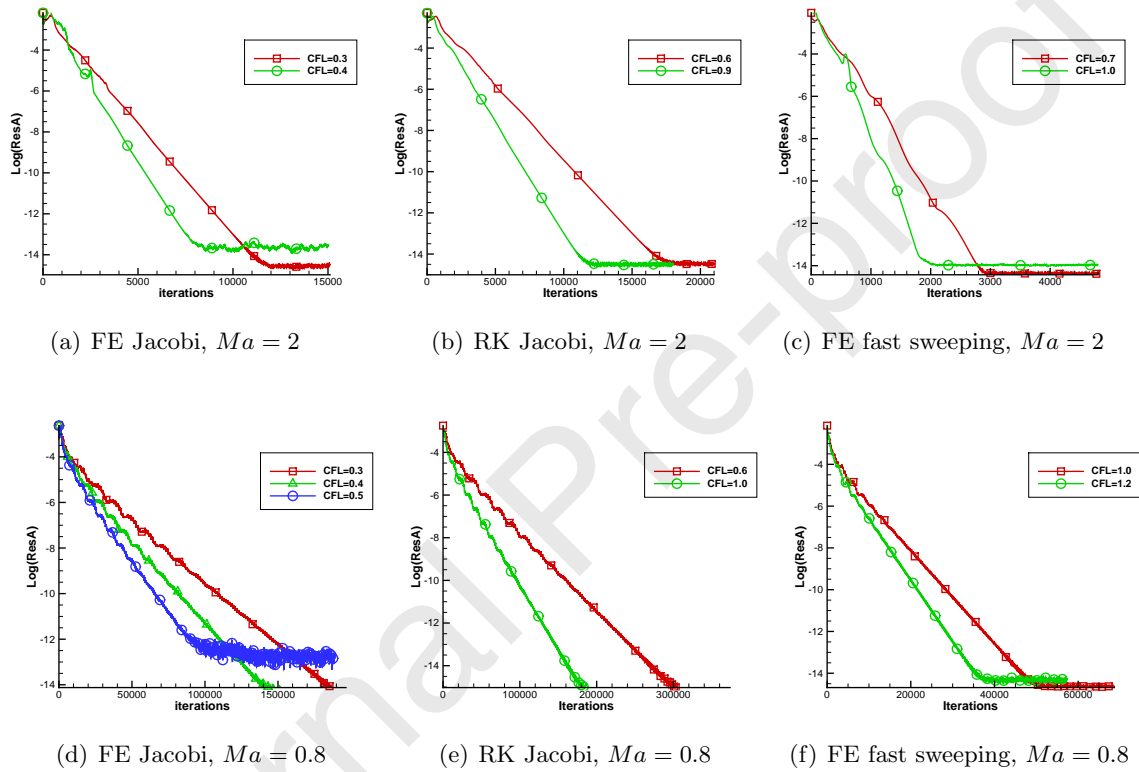 -4
-6
-8
-10
-12
-14
Log(ResA)
0
5000
10000
15000
iterations
CFL=0.3
CFL=0.4
(a) FE Jacobi, Ma = 2
-4
-6
-8
-10
-12
-14
Log(ResA)
0
5000
10000
15000
20000
Iterations
CFL=0.6
CFL=0.9
(b) RK Jacobi, Ma = 2
-4
-6
-8
-10
-12
-14
Log(ResA)
0
1000
2000
3000
4000
Iterations
CFL=0.7
CFL=1.0
(c) FE fast sweeping, Ma = 2
-4
-6
-8
-10
-12
-14
Log(ResA)
0
50000
100000
150000
iterations
CFL=0.3
CFL=0.4
CFL=0.5
(d) FE Jacobi, Ma = 0.8
-4
-6
-8
-10
-12
-14
Log(ResA)
0
100000
200000
300000
Iterations
CFL=0.6
CFL=1.0
(e) RK Jacobi, Ma = 0.8
-4
-6
-8
-10
-12
-14
Log(ResA)
0
20000
40000
60000
Iterations
CFL=1.0
CFL=1.2
(f) FE fast sweeping, Ma = 0.8
rnal Pre-proof